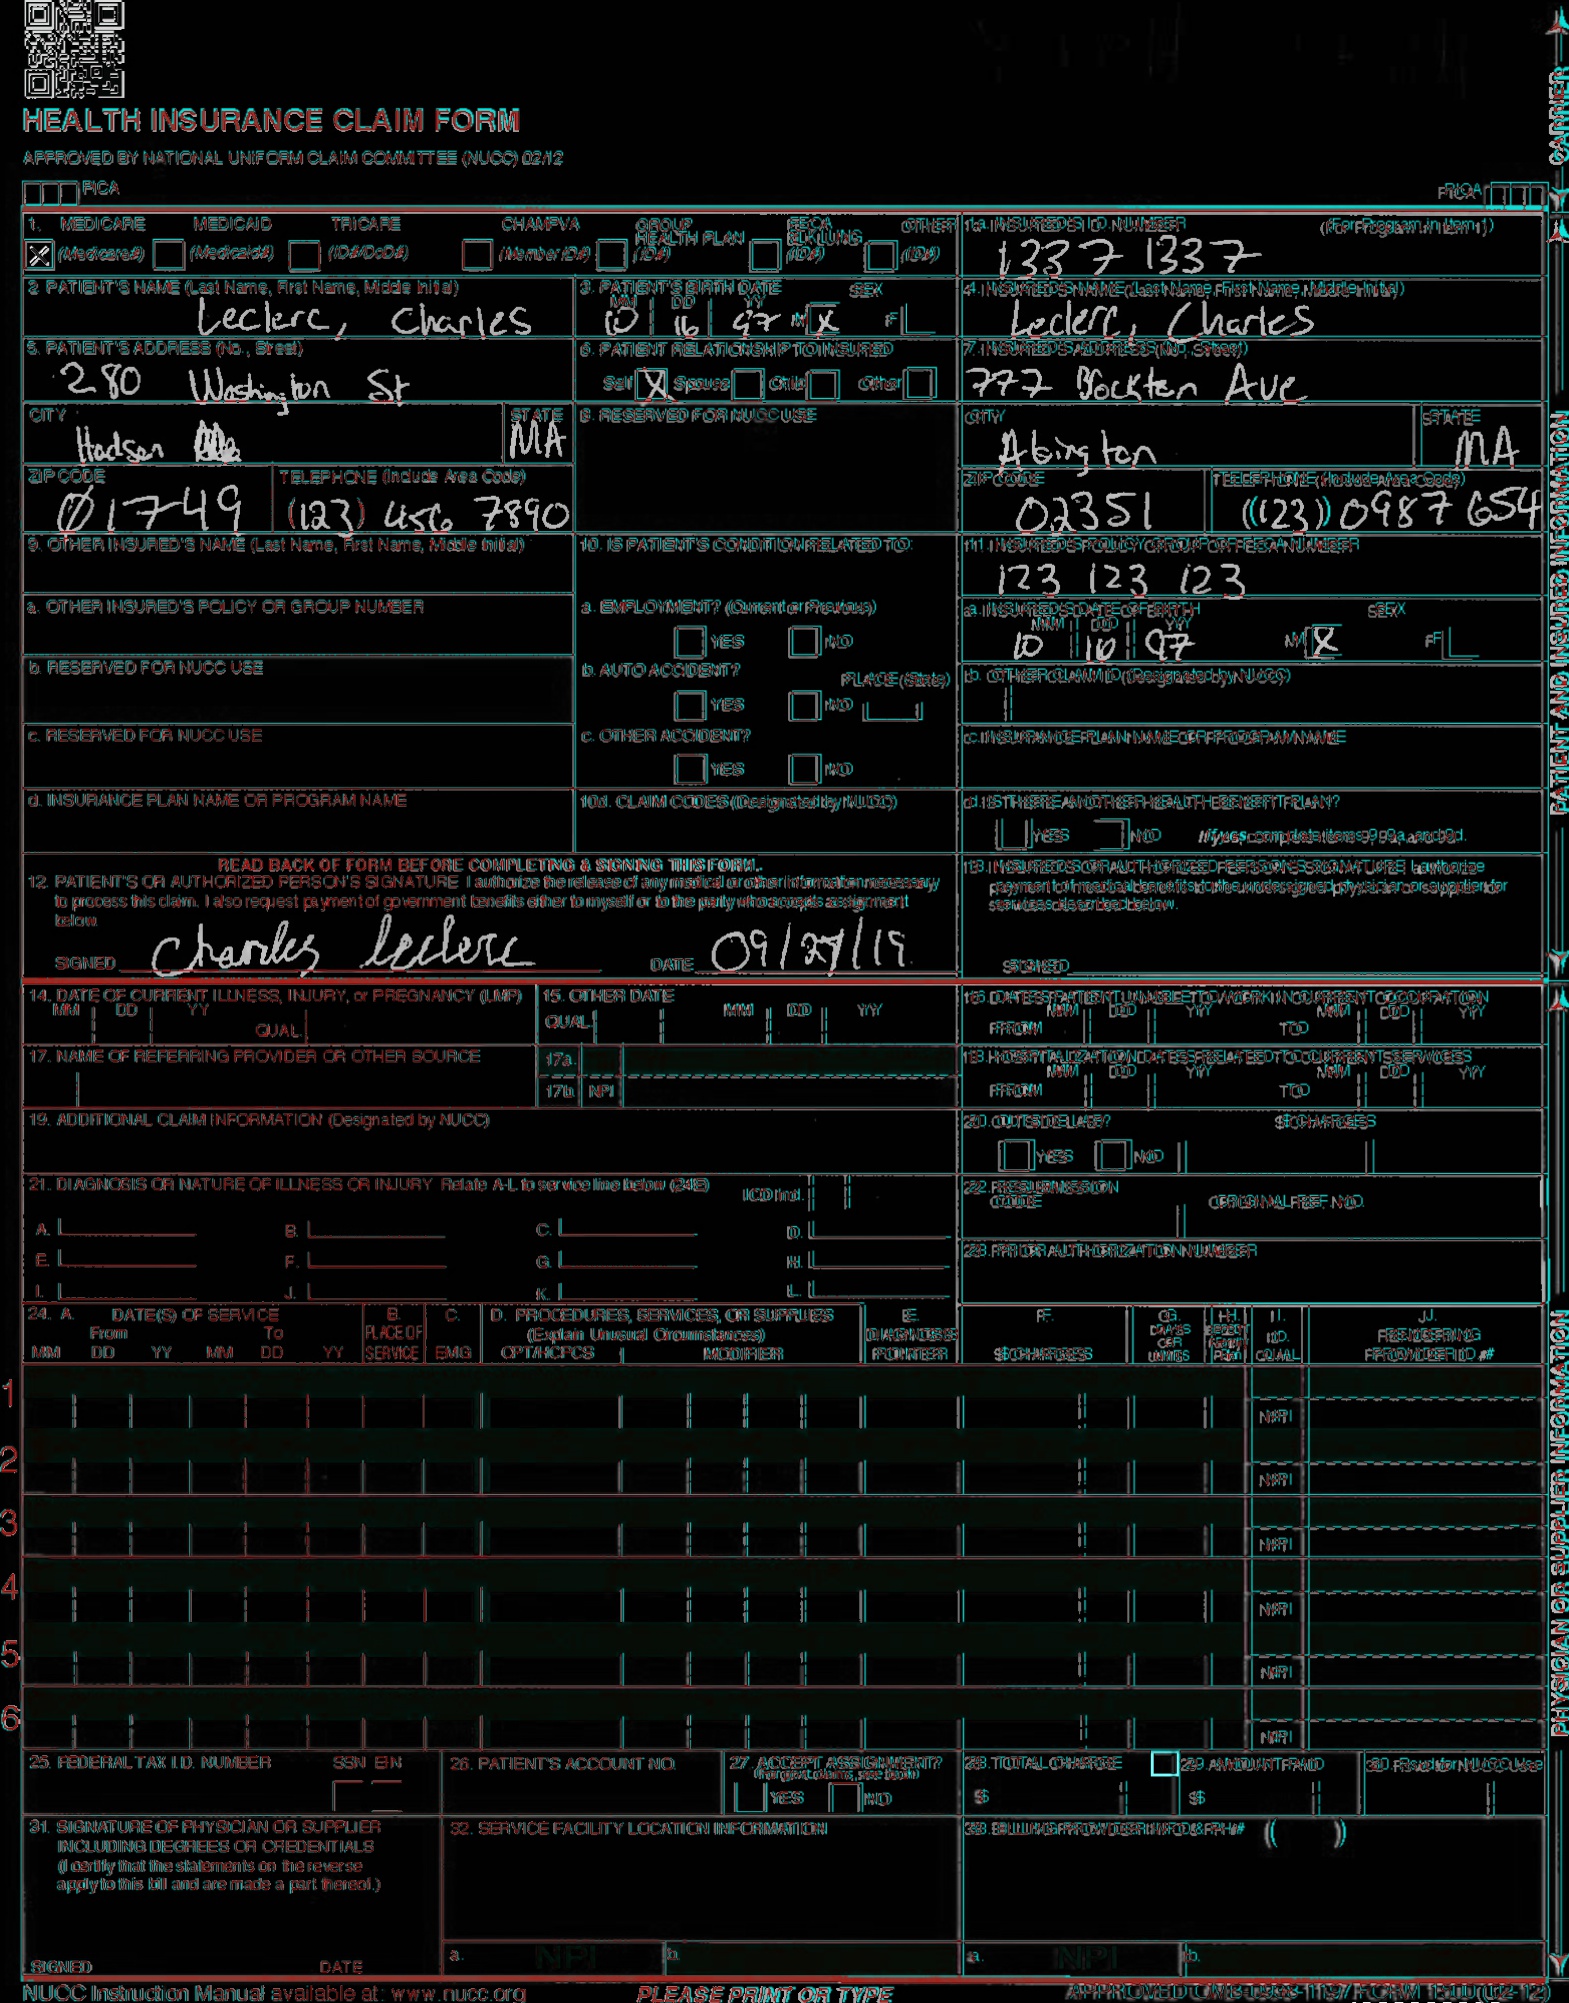 HEALTH INSURANCE CLAIM FORM
APPROVED BY NATIONAL UNIFORM CLAIM COMMITTEE (NUCC) 02/12
PICA
PICA
CARRIER
1. MEDICARE MEDICAID TRICARE CHAMPVA GROUP HEALTH PLAN FECA BLK LUNG OTHER
(Medicare#) (Medicaid#) (ID#/DoD#) (Member ID#) (ID#) (ID#) (ID#)
1a. INSURED'S I.D. NUMBER (For Program in Item 1)
1337 1337
2. PATIENT'S NAME (Last Name, First Name, Middle Initial)
Leclerc, Charles
3. PATIENT'S BIRTH DATE SEX
MM DD YY
10 16 97 M X F
4. INSURED'S NAME (Last Name, First Name, Middle Initial)
Leclerc, Charles
5. PATIENT'S ADDRESS (No., Street)
280 Washington St
6. PATIENT RELATIONSHIP TO INSURED
Self X Spouse Child Other
7. INSURED'S ADDRESS (No., Street)
777 Brockton Ave
CITY STATE
Hudson MA
8. RESERVED FOR NUCC USE
CITY STATE
Abington MA
ZIP CODE TELEPHONE (Include Area Code)
01749 (123) 456 7890
ZIP CODE TELEPHONE (Include Area Code)
02351 (123) 0987 654
9. OTHER INSURED'S NAME (Last Name, First Name, Middle Initial)
10. IS PATIENT'S CONDITION RELATED TO:
11. INSURED'S POLICY GROUP OR FECA NUMBER
123 123 123
a. OTHER INSURED'S POLICY OR GROUP NUMBER
a. EMPLOYMENT? (Current or Previous)
YES NO
a. INSURED'S DATE OF BIRTH SEX
MM DD YY
10 16 97 M X F
b. RESERVED FOR NUCC USE
b. AUTO ACCIDENT? PLACE (State)
YES NO
b. OTHER CLAIM ID (Designated by NUCC)
c. RESERVED FOR NUCC USE
c. OTHER ACCIDENT?
YES NO
c. INSURANCE PLAN NAME OR PROGRAM NAME
d. INSURANCE PLAN NAME OR PROGRAM NAME
10d. CLAIM CODES (Designated by NUCC)
d. IS THERE ANOTHER HEALTH BENEFIT PLAN?
YES NO If yes, complete items 9, 9a, and 9d.
PATIENT AND INSURED INFORMATION
READ BACK OF FORM BEFORE COMPLETING & SIGNING THIS FORM.
12. PATIENT'S OR AUTHORIZED PERSON'S SIGNATURE I authorize the release of any medical or other information necessary
to process this claim. I also request payment of government benefits either to myself or to the party who accepts assignment
below.
SIGNED Charles Leclerc DATE 09/27/19
13. INSURED'S OR AUTHORIZED PERSON'S SIGNATURE I authorize
payment of medical benefits to the undersigned physician or supplier for
services described below.
SIGNED
14. DATE OF CURRENT ILLNESS, INJURY, or PREGNANCY (LMP)
MM DD YY
QUAL.
15. OTHER DATE
QUAL. MM DD YY
16. DATES PATIENT UNABLE TO WORK IN CURRENT OCCUPATION
MM DD YY MM DD YY
FROM TO
17. NAME OF REFERRING PROVIDER OR OTHER SOURCE
17a.
17b. NPI
18. HOSPITALIZATION DATES RELATED TO CURRENT SERVICES
MM DD YY MM DD YY
FROM TO
19. ADDITIONAL CLAIM INFORMATION (Designated by NUCC)
20. OUTSIDE LAB? $ CHARGES
YES NO
21. DIAGNOSIS OR NATURE OF ILLNESS OR INJURY Relate A-L to service line below (24E)
ICD Ind.
A. B. C. D.
E. F. G. H.
I. J. K. L.
22. RESUBMISSION CODE ORIGINAL REF. NO.
23. PRIOR AUTHORIZATION NUMBER
24. A. DATE(S) OF SERVICE
From To
MM DD YY MM DD YY
B. PLACE OF SERVICE
C. EMG
D. PROCEDURES, SERVICES, OR SUPPLIES
(Explain Unusual Circumstances)
CPT/HCPCS MODIFIER
E. DIAGNOSIS POINTER
F. $ CHARGES
G. DAYS OR UNITS
H. EPSDT Family Plan
I. ID. QUAL.
J. RENDERING PROVIDER ID. #
1 NPI
2 NPI
3 NPI
4 NPI
5 NPI
6 NPI
PHYSICIAN OR SUPPLIER INFORMATION
25. FEDERAL TAX I.D. NUMBER SSN EIN
26. PATIENT'S ACCOUNT NO.
27. ACCEPT ASSIGNMENT?
(For govt. claims, see back)
YES NO
28. TOTAL CHARGE
$
29. AMOUNT PAID
$
30. Rsvd for NUCC Use
31. SIGNATURE OF PHYSICIAN OR SUPPLIER
INCLUDING DEGREES OR CREDENTIALS
(I certify that the statements on the reverse
apply to this bill and are made a part thereof.)
SIGNED DATE
32. SERVICE FACILITY LOCATION INFORMATION
a. NPI b.
33. BILLING PROVIDER INFO & PH # ( )
a. NPI b.
NUCC Instruction Manual available at: www.nucc.org
PLEASE PRINT OR TYPE
APPROVED OMB-0938-1197 FORM 1500 (02-12)